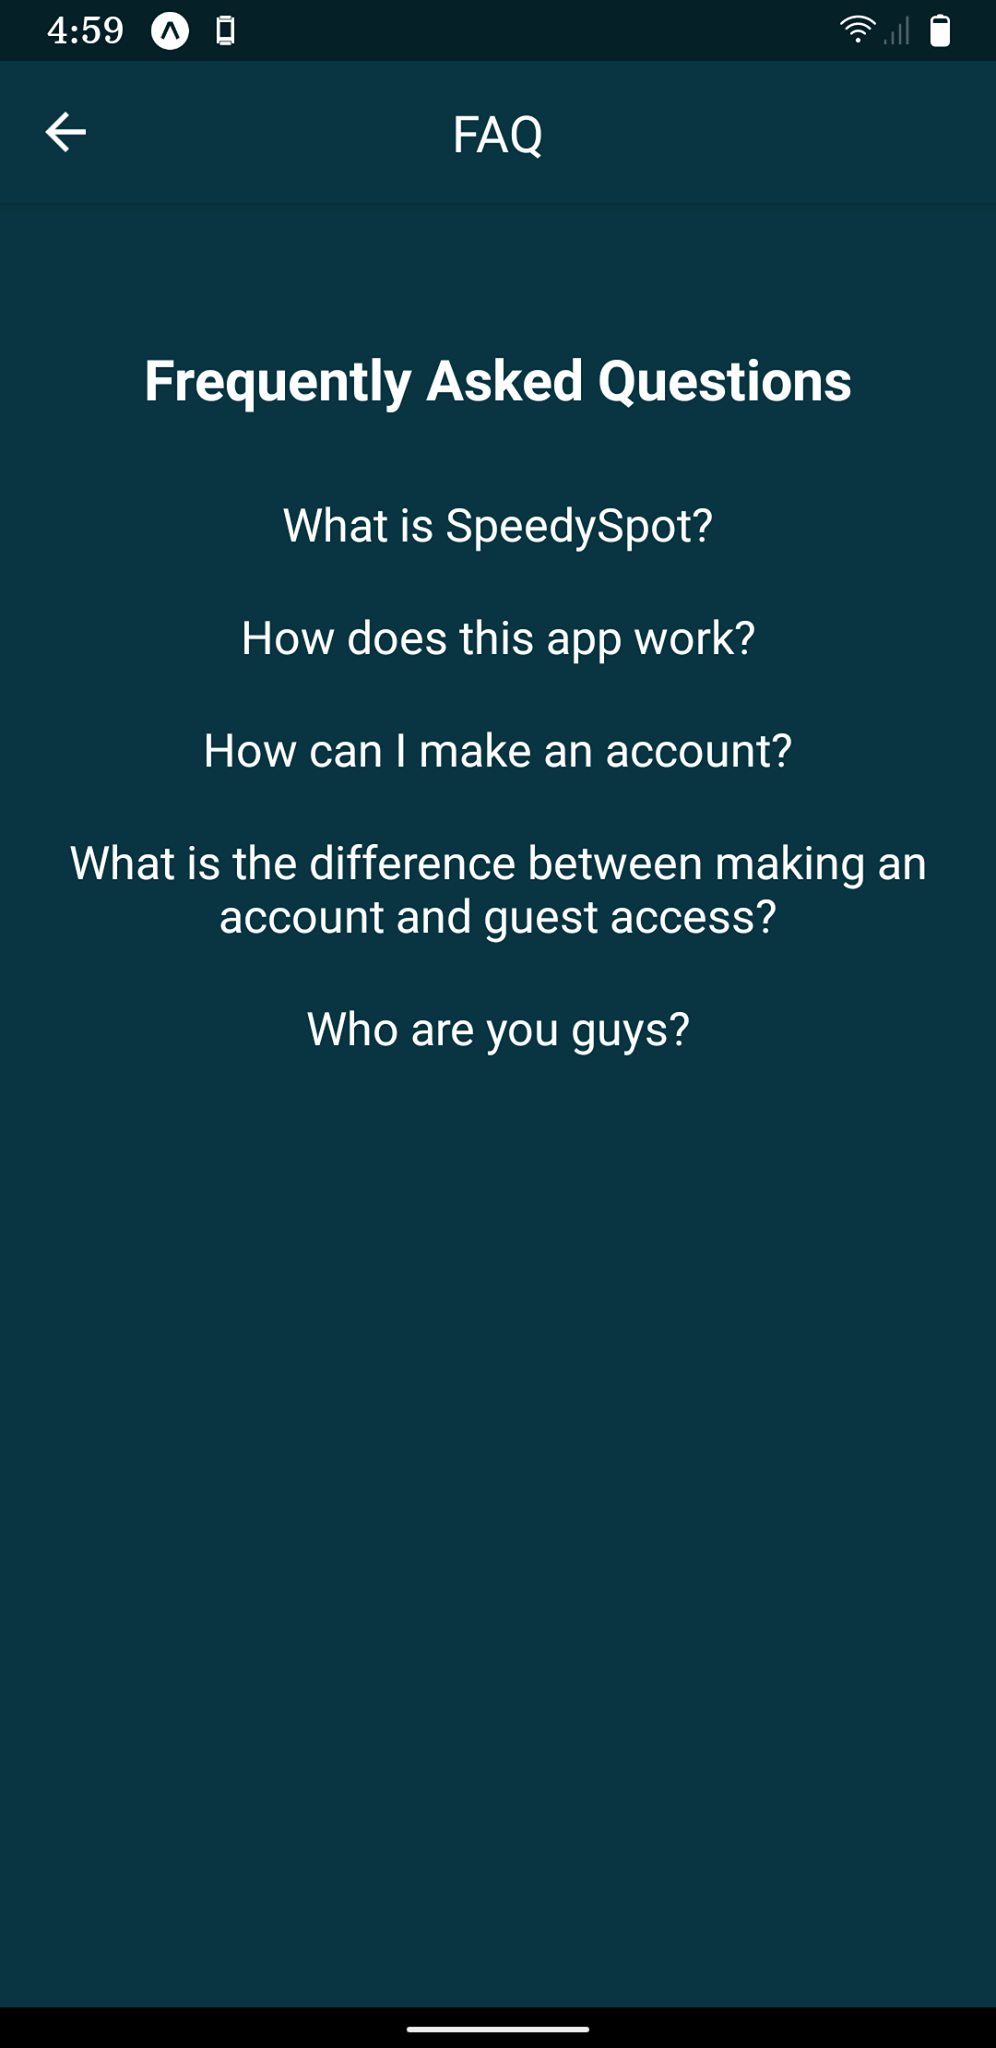 4:59
FAQ
Frequently Asked Questions
What is SpeedySpot?
How does this app work?
How can I make an account?
What is the difference between making an
account and guest access?
Who are you guys?